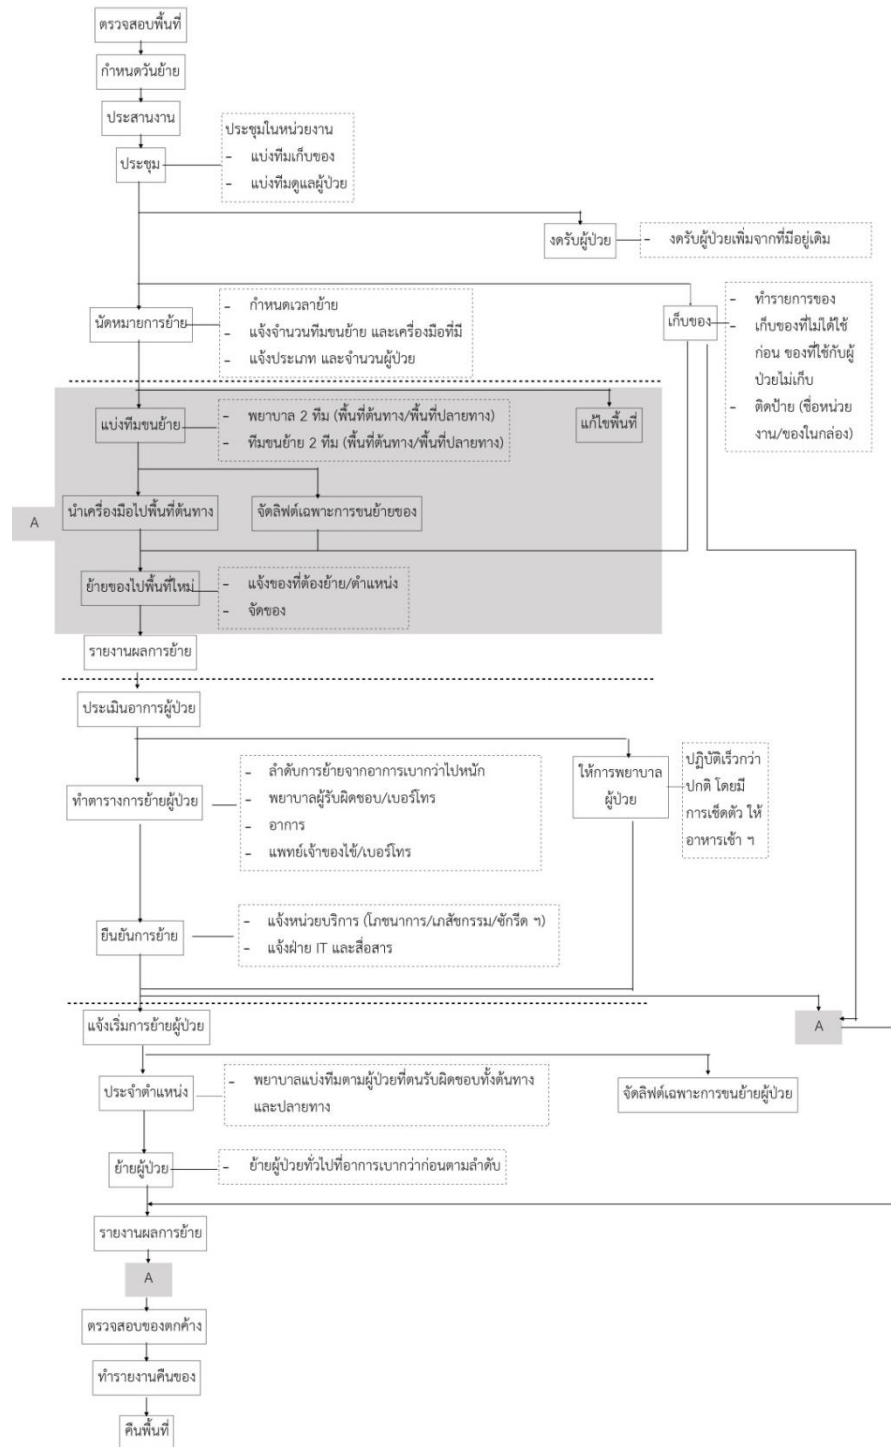 ตรวจสอบพื้นที่
กำหนดวันย้าย
ประสานงาน
ประชุม
ประชุมในหน่วยงาน
- แบ่งทีมเก็บของ
- แบ่งทีมดูแลผู้ป่วย
งดรับผู้ป่วย
- งดรับผู้ป่วยเพิ่มจากที่มีอยู่เดิม
นัดหมายการย้าย
- กำหนดเวลาย้าย
- แจ้งจำนวนทีมขนย้าย และเครื่องมือที่มี
- แจ้งประเภท และจำนวนผู้ป่วย
เก็บของ
- ทำรายการของ
- เก็บของที่ไม่ได้ใช้
ก่อน ของที่ใช้กับผู้
ป่วยไม่เก็บ
- ติดป้าย (ชื่อหน่วย
งาน/ของในกล่อง)
แบ่งทีมขนย้าย
- พยาบาล 2 ทีม (พื้นที่ต้นทาง/พื้นที่ปลายทาง)
- ทีมขนย้าย 2 ทีม (พื้นที่ต้นทาง/พื้นที่ปลายทาง)
แก้ไขพื้นที่
A
นำเครื่องมือไปพื้นที่ต้นทาง
จัดลิฟต์เฉพาะการขนย้ายของ
ย้ายของไปพื้นที่ใหม่
- แจ้งของที่ต้องย้าย/ตำแหน่ง
- จัดของ
รายงานผลการย้าย
ประเมินอาการผู้ป่วย
ทำตารางการย้ายผู้ป่วย
- ลำดับการย้ายจากอาการเบากว่าไปหนัก
- พยาบาลผู้รับผิดชอบ/เบอร์โทร
- อาการ
- แพทย์เจ้าของไข้/เบอร์โทร
ให้การพยาบาล
ผู้ป่วย
ปฏิบัติเร็วกว่า
ปกติ โดยมี
การเช็ดตัว ให้
อาหารเช้า ฯ
ยืนยันการย้าย
- แจ้งหน่วยบริการ (โภชนาการ/เภสัชกรรม/ซักรีด ฯ)
- แจ้งฝ่าย IT และสื่อสาร
แจ้งเริ่มการย้ายผู้ป่วย
A
ประจำตำแหน่ง
- พยาบาลแบ่งทีมตามผู้ป่วยที่ตนรับผิดชอบทั้งต้นทาง
และปลายทาง
จัดลิฟต์เฉพาะการขนย้ายผู้ป่วย
ย้ายผู้ป่วย
- ย้ายผู้ป่วยทั่วไปที่อาการเบากว่าก่อนตามลำดับ
รายงานผลการย้าย
A
ตรวจสอบของตกค้าง
ทำรายงานคืนของ
คืนพื้นที่